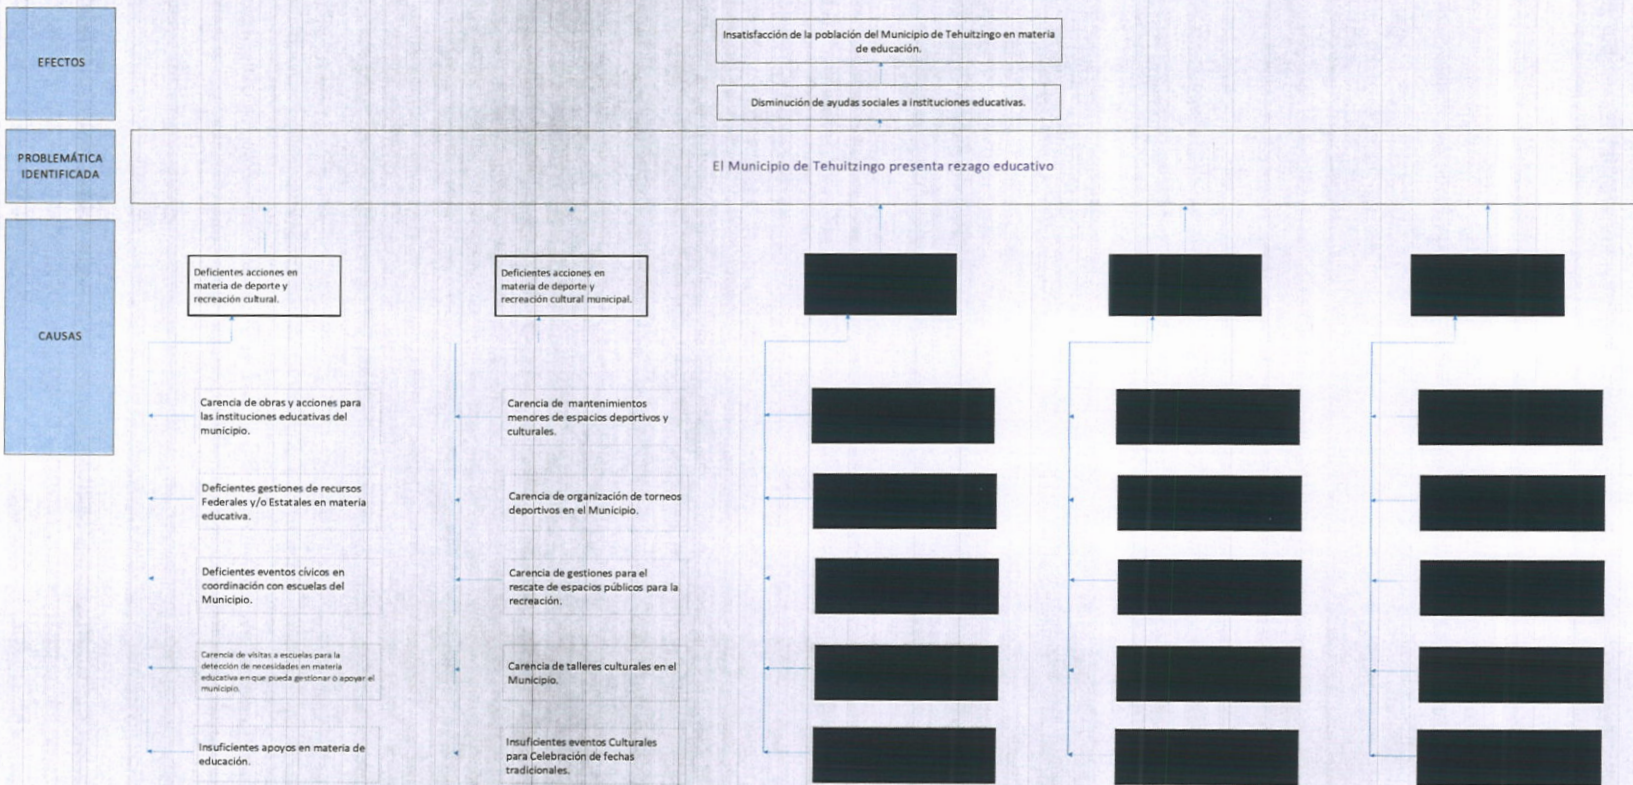 EFECTOS
Insatisfacción de la población del Municipio de Tehuitzingo en materia
de educación.
Disminución de ayudas sociales a instituciones educativas.
PROBLEMÁTICA
IDENTIFICADA
El Municipio de Tehuitzingo presenta rezago educativo
CAUSAS
Deficientes acciones en
materia de deporte y
recreación cultural.
Deficientes acciones en
materia de deporte y
recreación cultural municipal.
Carencia de obras y acciones para
las instituciones educativas del
municipio.
Carencia de mantenimientos
menores de espacios deportivos y
culturales.
Deficientes gestiones de recursos
Federales y/o Estatales en materia
educativa.
Carencia de organización de torneos
deportivos en el Municipio.
Deficientes eventos cívicos en
coordinación con escuelas del
Municipio.
Carencia de gestiones para el
rescate de espacios públicos para la
recreación.
Carencia de visitas a escuelas para la
detección de necesidades en materia
educativa en que pueda gestionar o apoyar el
municipio.
Carencia de talleres culturales en el
Municipio.
Insuficientes apoyos en materia de
educación.
Insuficientes eventos Culturales
para Celebración de fechas
tradicionales.